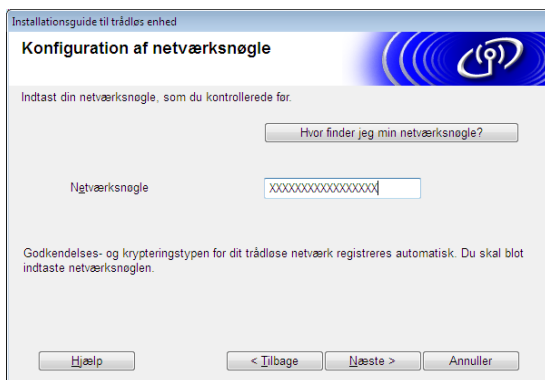 Installationsguide til trådløs enhed
Konfiguration af netværksnøgle
Indtast din netværksnøgle, som du kontrollerede før.
Hvor finder jeg min netværksnøgle?
Netværksnøgle
XXXXXXXXXXXXXXXXX
Godkendelses- og krypteringstypen for dit trådløse netværk registreres automatisk. Du skal blot
indtaste netværksnøglen.
Hjælp
< Tilbage
Næste >
Annuller